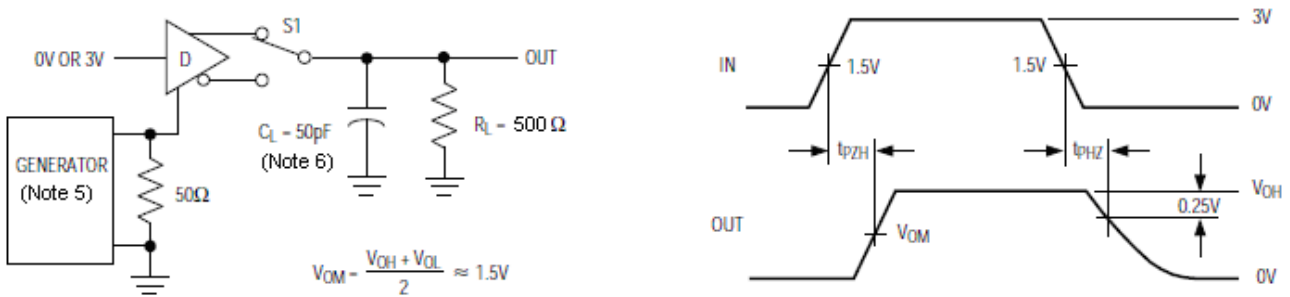 S1
0V OR 3V
D
OUT
C_L = 50pF
(Note 6)
R_L = 500 Ω
GENERATOR
(Note 5)
50Ω
V_OM = (V_OH + V_OL) / 2 ≈ 1.5V
3V
IN
1.5V
1.5V
0V
t_PZH
t_PHZ
V_OH
0.25V
OUT
V_OM
0V